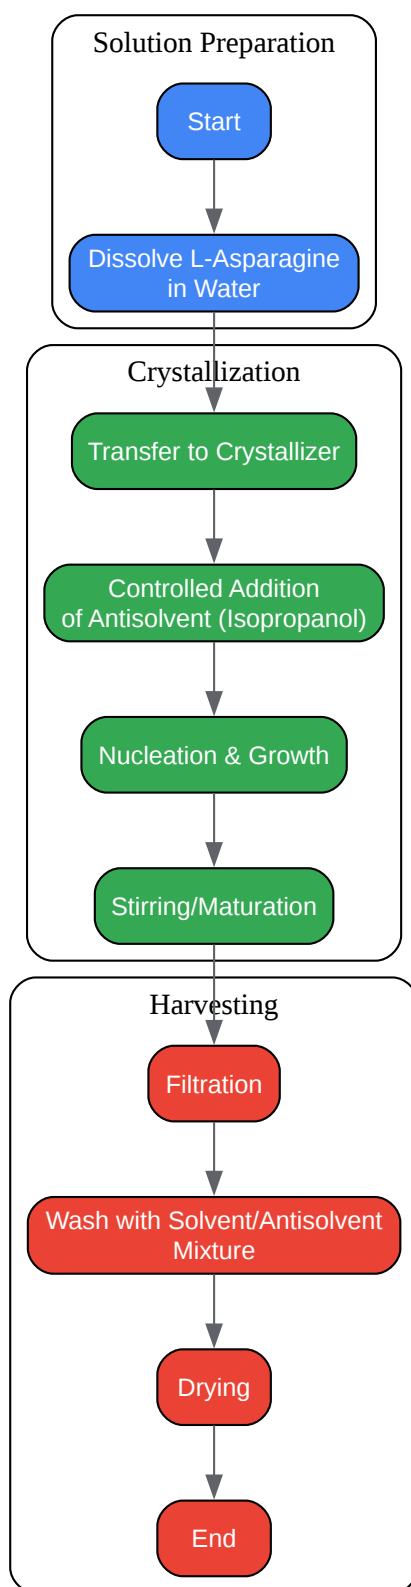 Solution Preparation
Start
Dissolve L-Asparagine
in Water
Crystallization
Transfer to Crystallizer
Controlled Addition
of Antisolvent (Isopropanol)
Nucleation & Growth
Stirring/Maturation
Harvesting
Filtration
Wash with Solvent/Antisolvent
Mixture
Drying
End